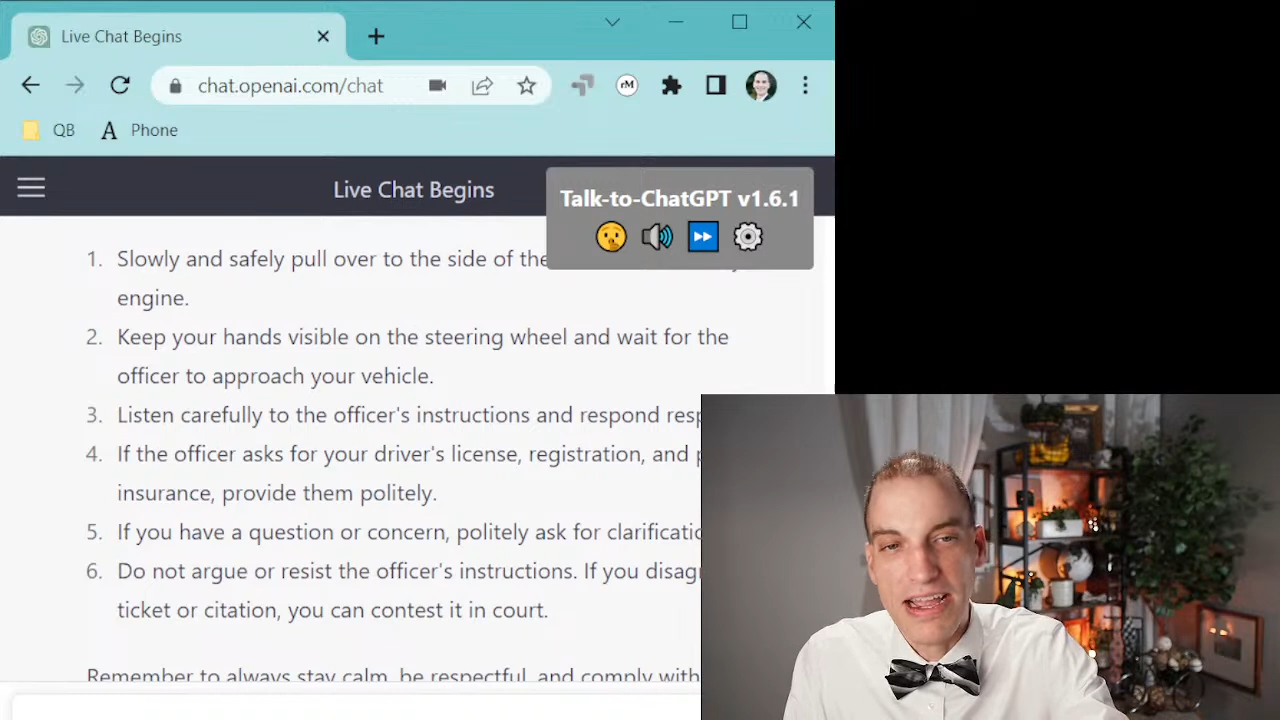 Live Chat Begins
chat.openai.com/chat
rM
QB
A
Phone
Live Chat Begins
Talk-to-ChatGPT v1.6.1
1. Slowly and safely pull over to the side of the
engine.
2. Keep your hands visible on the steering wheel and wait for the
officer to approach your vehicle.
3. Listen carefully to the officer's instructions and respond
4. If the officer asks for your driver's license, registration, and
insurance, provide them politely.
5. If you have a question or concern, politely ask for
6. Do not argue or resist the officer's instructions. If you
ticket or citation, you can contest it in court.
Remember to always stay calm, be respectful, and comply with